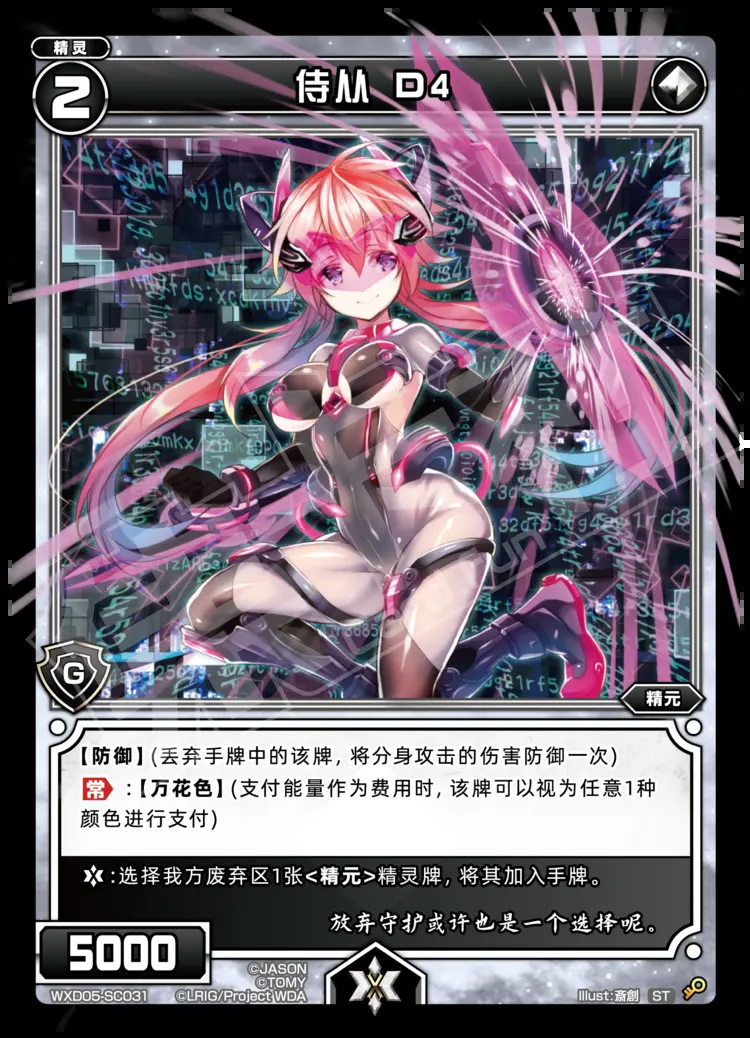 精灵
2
侍从 D4
G
精元
【防御】(丢弃手牌中的该牌, 将分身攻击的伤害防御一次)
常 :【万花色】(支付能量作为费用时, 该牌可以视为任意1种
颜色进行支付)
:选择我方废弃区1张<精元>精灵牌, 将其加入手牌。
放弃守护或许也是一个选择呢。
5000
©JASON
©TOMY
WXD05-SC031 ©LRIG/Project WDA
Illust:斎創 ST